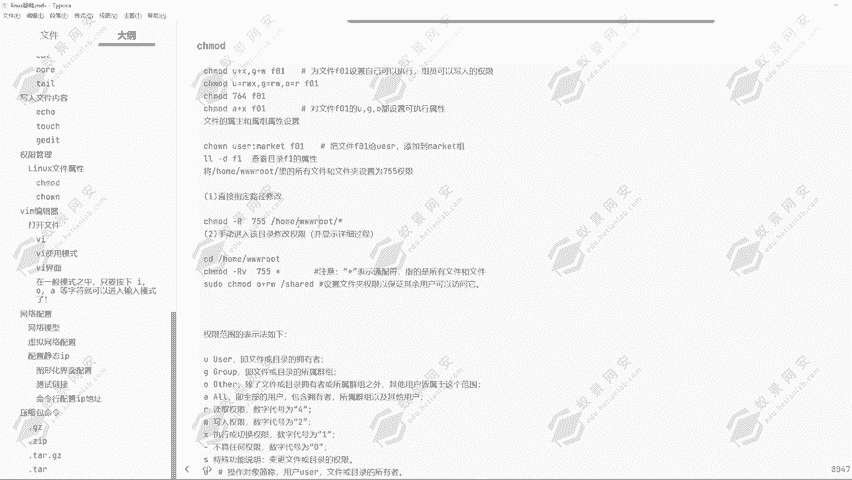 linux基础.md - Typora
文件(F) 编辑(E) 段落(P) 格式(O) 视图(V) 主题(T) 帮助(H)
文件 大纲
more
tail
写入文件内容
echo
touch
gedit
权限管理
Linux文件属性
chmod
chown
vim编辑器
打开文件
vi
vi使用模式
vi界面
在一般模式之中，只要按下 i,
o, a 等字符就可以进入输入模式
了！
网络配置
网络模型
虚拟网络配置
配置静态ip
图形化界面配置
测试链接
命令行配置ip地址
压缩包命令
.gz
.zip
.tar.gz
.tar
chmod
chmod u+x,g+w f01 # 为文件f01设置自己可以执行，组员可以写入的权限
chmod u=rwx,g=rw,o=r f01
chmod 764 f01
chmod a+x f01 # 对文件f01的u,g,o都设置可执行属性
文件的属主和属组属性设置
chown user:market f01 # 把文件f01给uesr，添加到market组
ll -d f1 查看目录f1的属性
将/home/wwwroot/里的所有文件和文件夹设置为755权限
(1)直接指定路径修改
chmod -R 755 /home/wwwroot/*
(2)手动进入该目录修改权限（并显示详细过程）
cd /home/wwwroot
chmod -Rv 755 * #注意：“*”表示通配符，指的是所有文件和文件
sudo chmod o+rw /shared #设置文件夹权限以保证其余用户可以访问它。
权限范围的表示法如下：
u User，即文件或目录的拥有者；
g Group，即文件或目录的所属群组；
o Other，除了文件或目录拥有者或所属群组之外，其他用户皆属于这个范围；
a All，即全部的用户，包含拥有者，所属群组以及其他用户；
r 读取权限，数字代号为“4”；
w 写入权限，数字代号为“2”；
x 执行或切换权限，数字代号为“1”；
- 不具任何权限，数字代号为“0”；
s 特殊功能说明：变更文件或目录的权限。
u # 操作对象简称，用户user，文件或目录的所有者。
8947
蚁景网安
edu.hetianlab.com